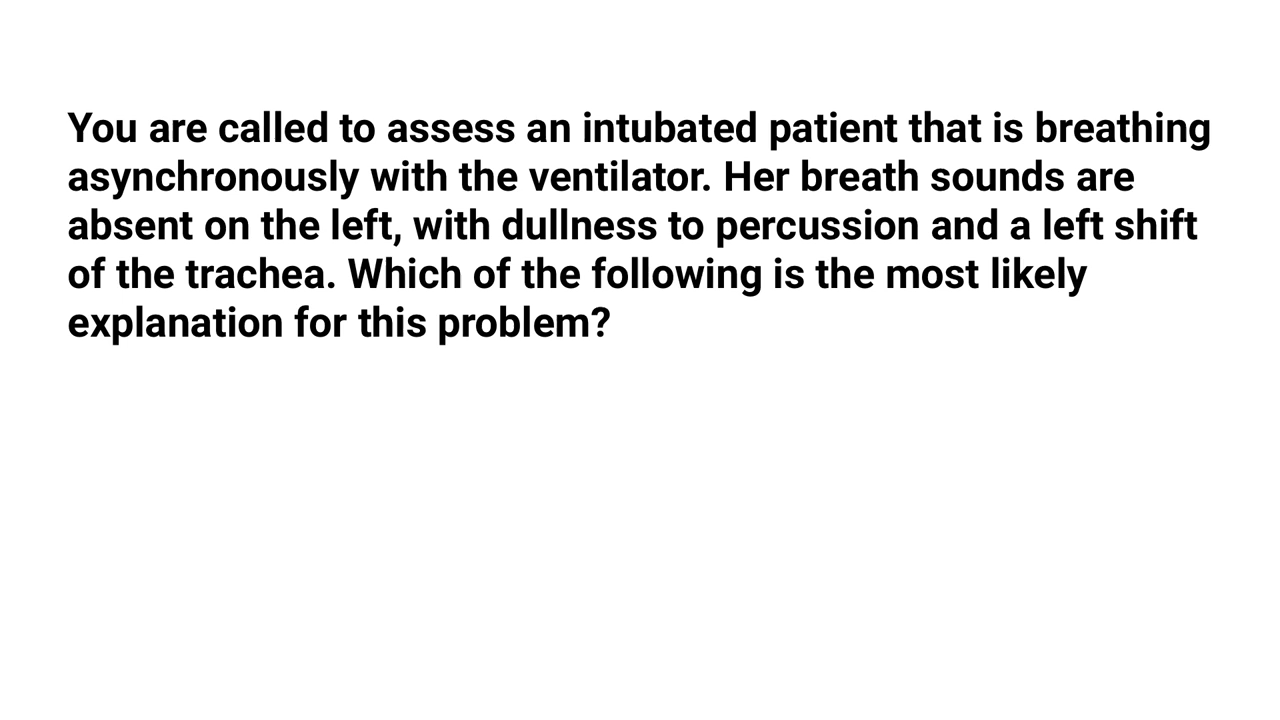 You are called to assess an intubated patient that is breathing
asynchronously with the ventilator. Her breath sounds are
absent on the left, with dullness to percussion and a left shift
of the trachea. Which of the following is the most likely
explanation for this problem?